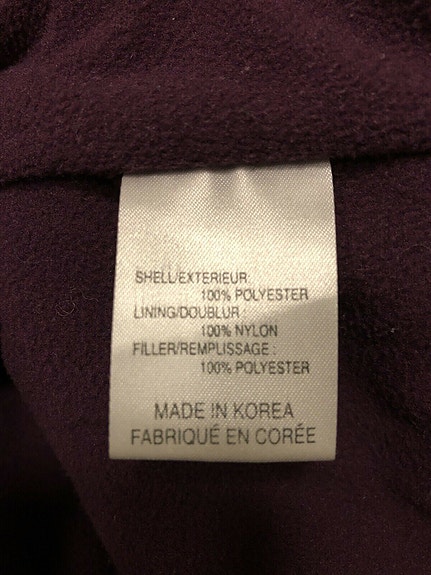 SHELL/EXTERIEUR
100% POLYESTER
LINING/DOUBLUR :
100% NYLON
FILLER/REMPLISSAGE :
100% POLYESTER
MADE IN KOREA
FABRIQUÉ EN CORÉE